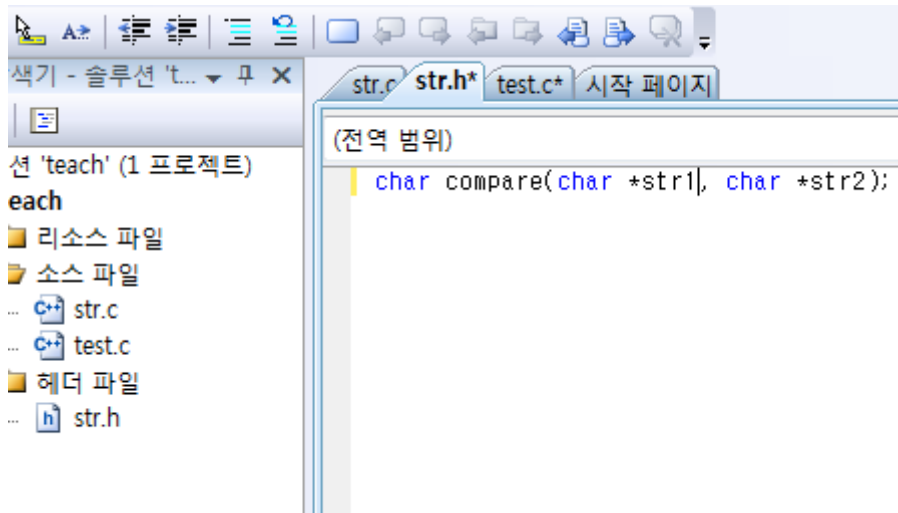 색기 - 솔루션 't...
str.c str.h* test.c* 시작 페이지
(전역 범위)
션 'teach' (1 프로젝트)
each
리소스 파일
소스 파일
str.c
test.c
헤더 파일
str.h
char compare(char *str1, char *str2);